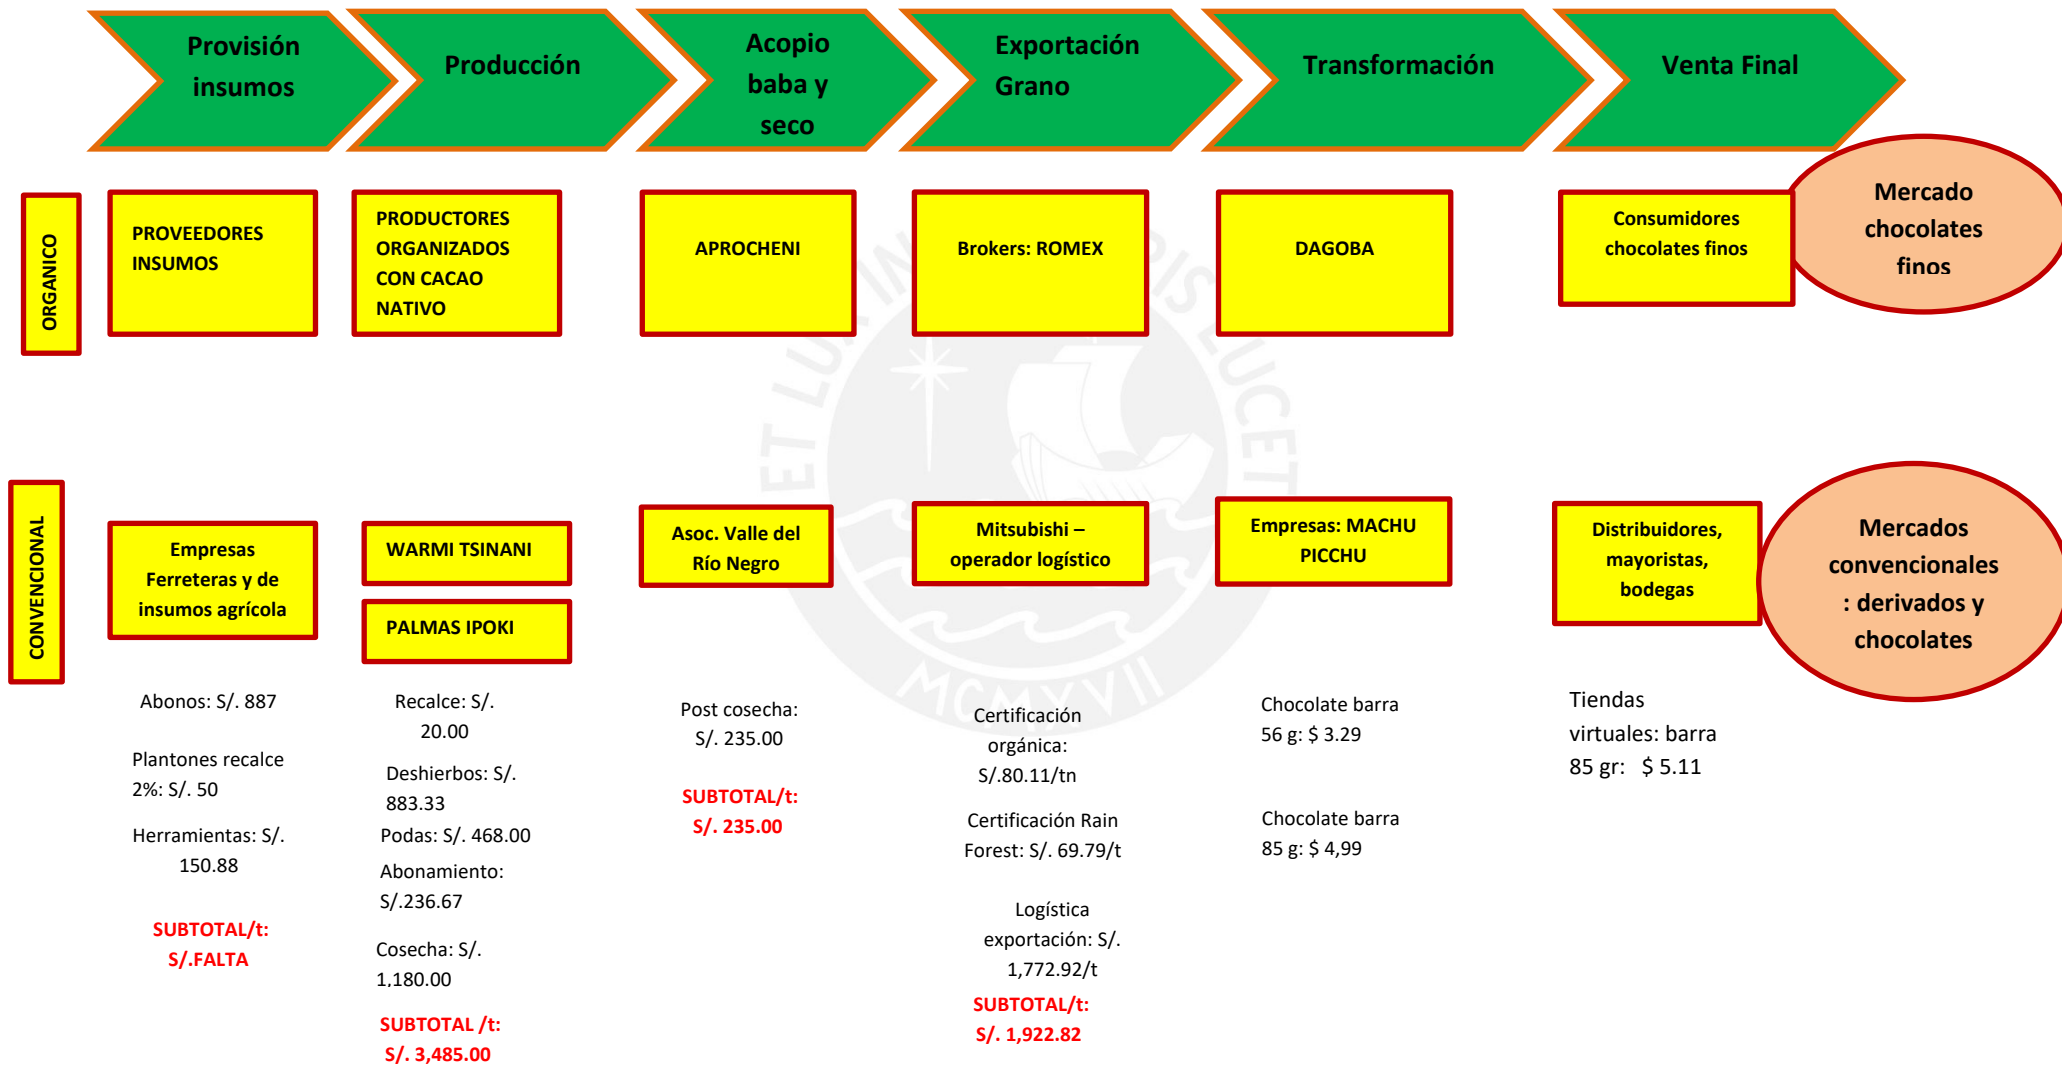 Provisión
insumos
Producción
Acopio
baba y
seco
Exportación
Grano
Transformación
Venta Final
ORGANICO
PROVEEDORES
INSUMOS
PRODUCTORES
ORGANIZADOS
CON CACAO
NATIVO
APROCHENI
Brokers: ROMEX
DAGOBA
Consumidores
chocolates finos
Mercado
chocolates
finos
CONVENCIONAL
Empresas
Ferreteras y de
insumos agrícola
WARMI TSINANI
PALMAS IPOKI
Asoc. Valle del
Río Negro
Mitsubishi –
operador logístico
Empresas: MACHU
PICCHU
Distribuidores,
mayoristas,
bodegas
Mercados
convencionales
: derivados y
chocolates
Abonos: S/. 887
Plantones recalce
2%: S/. 50
Herramientas: S/.
150.88
SUBTOTAL/t:
S/.FALTA
Recalce: S/.
20.00
Deshierbos: S/.
883.33
Podas: S/. 468.00
Abonamiento:
S/.236.67
Cosecha: S/.
1,180.00
SUBTOTAL /t:
S/. 3,485.00
Post cosecha:
S/. 235.00
SUBTOTAL/t:
S/. 235.00
Certificación
orgánica:
S/.80.11/tn
Certificación Rain
Forest: S/. 69.79/t
Logística
exportación: S/.
1,772.92/t
SUBTOTAL/t:
S/. 1,922.82
Chocolate barra
56 g: $ 3.29
Chocolate barra
85 g: $ 4,99
Tiendas
virtuales: barra
85 gr: $ 5.11
MCMXVII